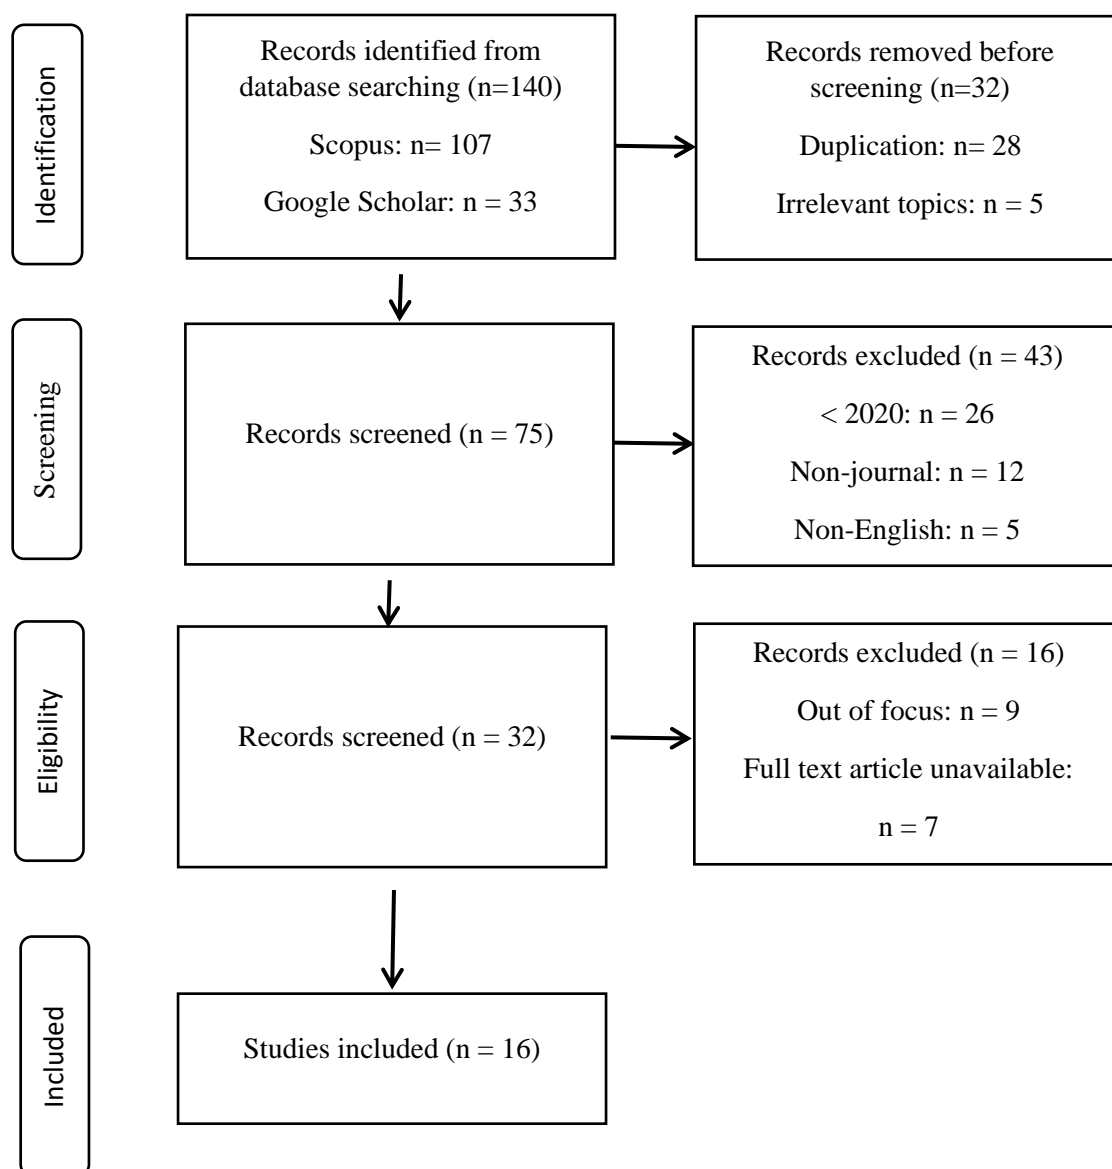 Identification
Records identified from
database searching (n=140)
Scopus: n= 107
Google Scholar: n = 33
Records removed before
screening (n=32)
Duplication: n= 28
Irrelevant topics: n = 5
Screening
Records screened (n = 75)
Records excluded (n = 43)
< 2020: n = 26
Non-journal: n = 12
Non-English: n = 5
Eligibility
Records screened (n = 32)
Records excluded (n = 16)
Out of focus: n = 9
Full text article unavailable:
n = 7
Included
Studies included (n = 16)